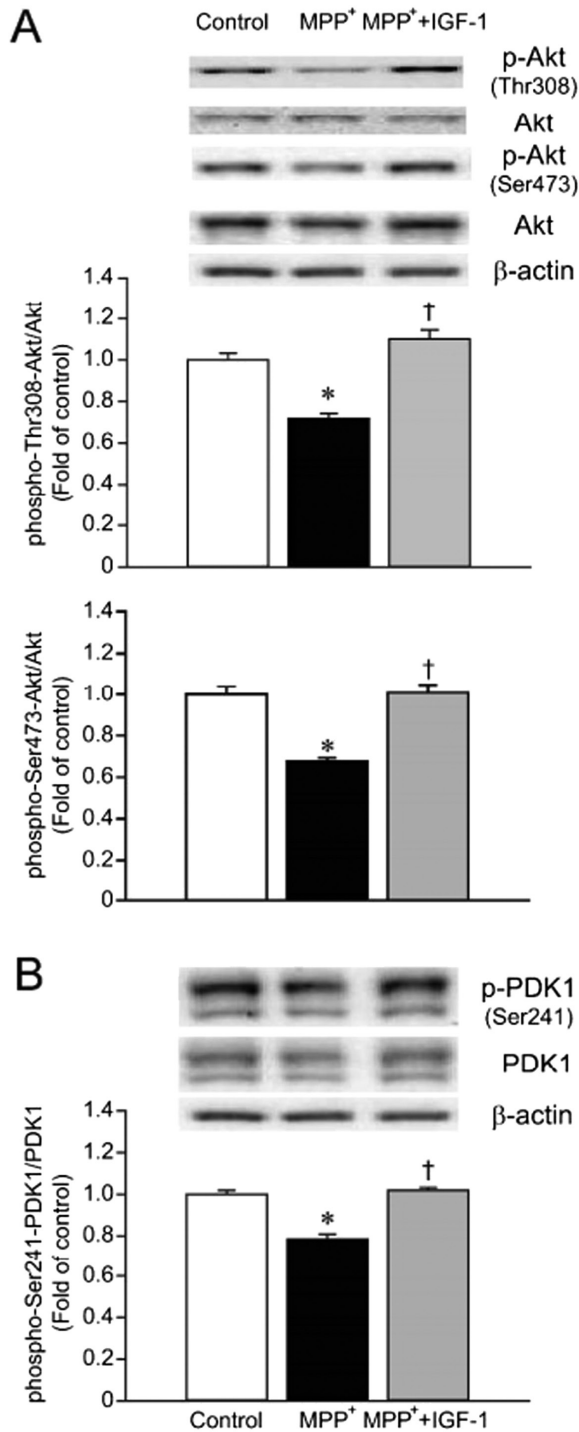 A
Control MPP⁺ MPP⁺+IGF-1
p-Akt
(Thr308)
Akt
p-Akt
(Ser473)
Akt
β-actin
phospho-Thr308-Akt/Akt
(Fold of control)
1.4
1.2
1.0
0.8
0.6
0.4
0.2
0
*
†
phospho-Ser473-Akt/Akt
(Fold of control)
1.4
1.2
1.0
0.8
0.6
0.4
0.2
0
*
†
B
p-PDK1
(Ser241)
PDK1
β-actin
phospho-Ser241-PDK1/PDK1
(Fold of control)
1.4
1.2
1.0
0.8
0.6
0.4
0.2
0
*
†
Control MPP⁺ MPP⁺+IGF-1